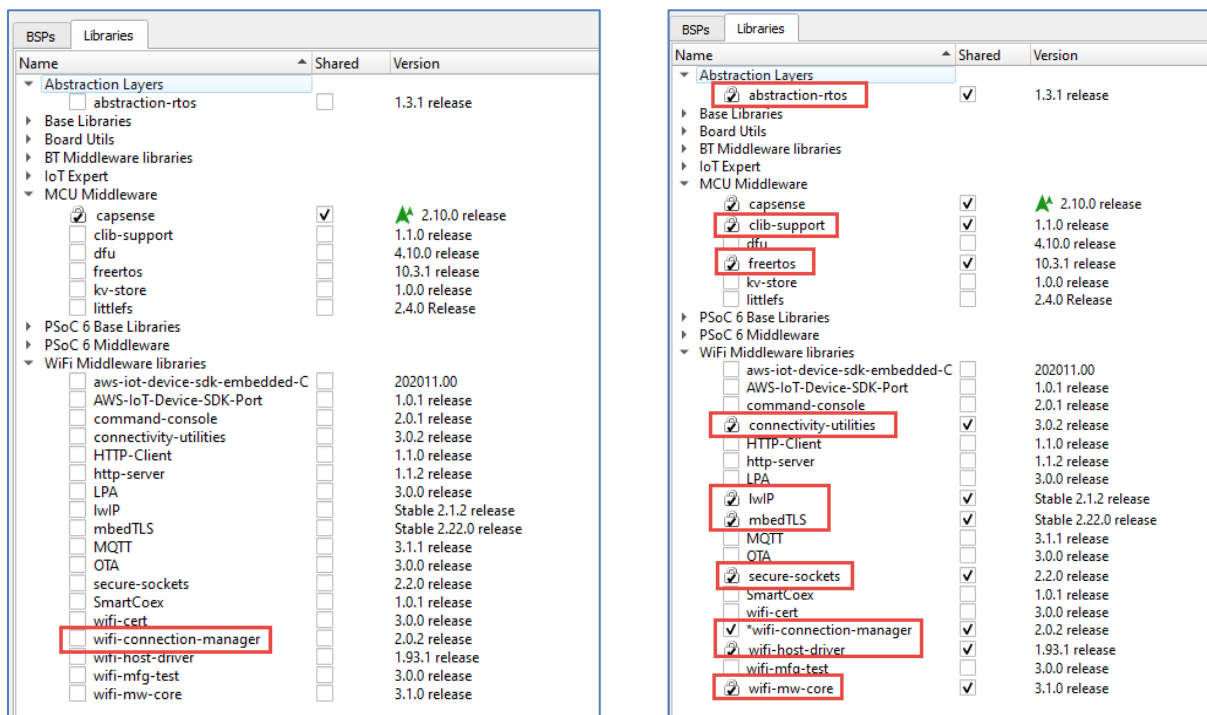 BSPs Libraries
Name Shared Version
Abstraction Layers
abstraction-rtos 1.3.1 release
Base Libraries
Board Utils
BT Middleware libraries
IoT Expert
MCU Middleware
capsense 2.10.0 release
clib-support 1.1.0 release
dfu 4.10.0 release
freertos 10.3.1 release
kv-store 1.0.0 release
littlefs 2.4.0 Release
PSoC 6 Base Libraries
PSoC 6 Middleware
WiFi Middleware libraries
aws-iot-device-sdk-embedded-C 202011.00
AWS-IoT-Device-SDK-Port 1.0.1 release
command-console 2.0.1 release
connectivity-utilities 3.0.2 release
HTTP-Client 1.1.0 release
http-server 1.1.2 release
LPA 3.0.0 release
lwIP Stable 2.1.2 release
mbedTLS Stable 2.22.0 release
MQTT 3.1.1 release
OTA 3.0.0 release
secure-sockets 2.2.0 release
SmartCoex 1.0.1 release
wifi-cert 3.0.0 release
wifi-connection-manager 2.0.2 release
wifi-host-driver 1.93.1 release
wifi-mfg-test 3.0.0 release
wifi-mw-core 3.1.0 release
BSPs Libraries
Name Shared Version
Abstraction Layers
abstraction-rtos 1.3.1 release
Base Libraries
Board Utils
BT Middleware libraries
IoT Expert
MCU Middleware
capsense 2.10.0 release
clib-support 1.1.0 release
dfu 4.10.0 release
freertos 10.3.1 release
kv-store 1.0.0 release
littlefs 2.4.0 Release
PSoC 6 Base Libraries
PSoC 6 Middleware
WiFi Middleware libraries
aws-iot-device-sdk-embedded-C 202011.00
AWS-IoT-Device-SDK-Port 1.0.1 release
command-console 2.0.1 release
connectivity-utilities 3.0.2 release
HTTP-Client 1.1.0 release
http-server 1.1.2 release
LPA 3.0.0 release
lwIP Stable 2.1.2 release
mbedTLS Stable 2.22.0 release
MQTT 3.1.1 release
OTA 3.0.0 release
secure-sockets 2.2.0 release
SmartCoex 1.0.1 release
wifi-cert 3.0.0 release
*wifi-connection-manager 2.0.2 release
wifi-host-driver 1.93.1 release
wifi-mfg-test 3.0.0 release
wifi-mw-core 3.1.0 release